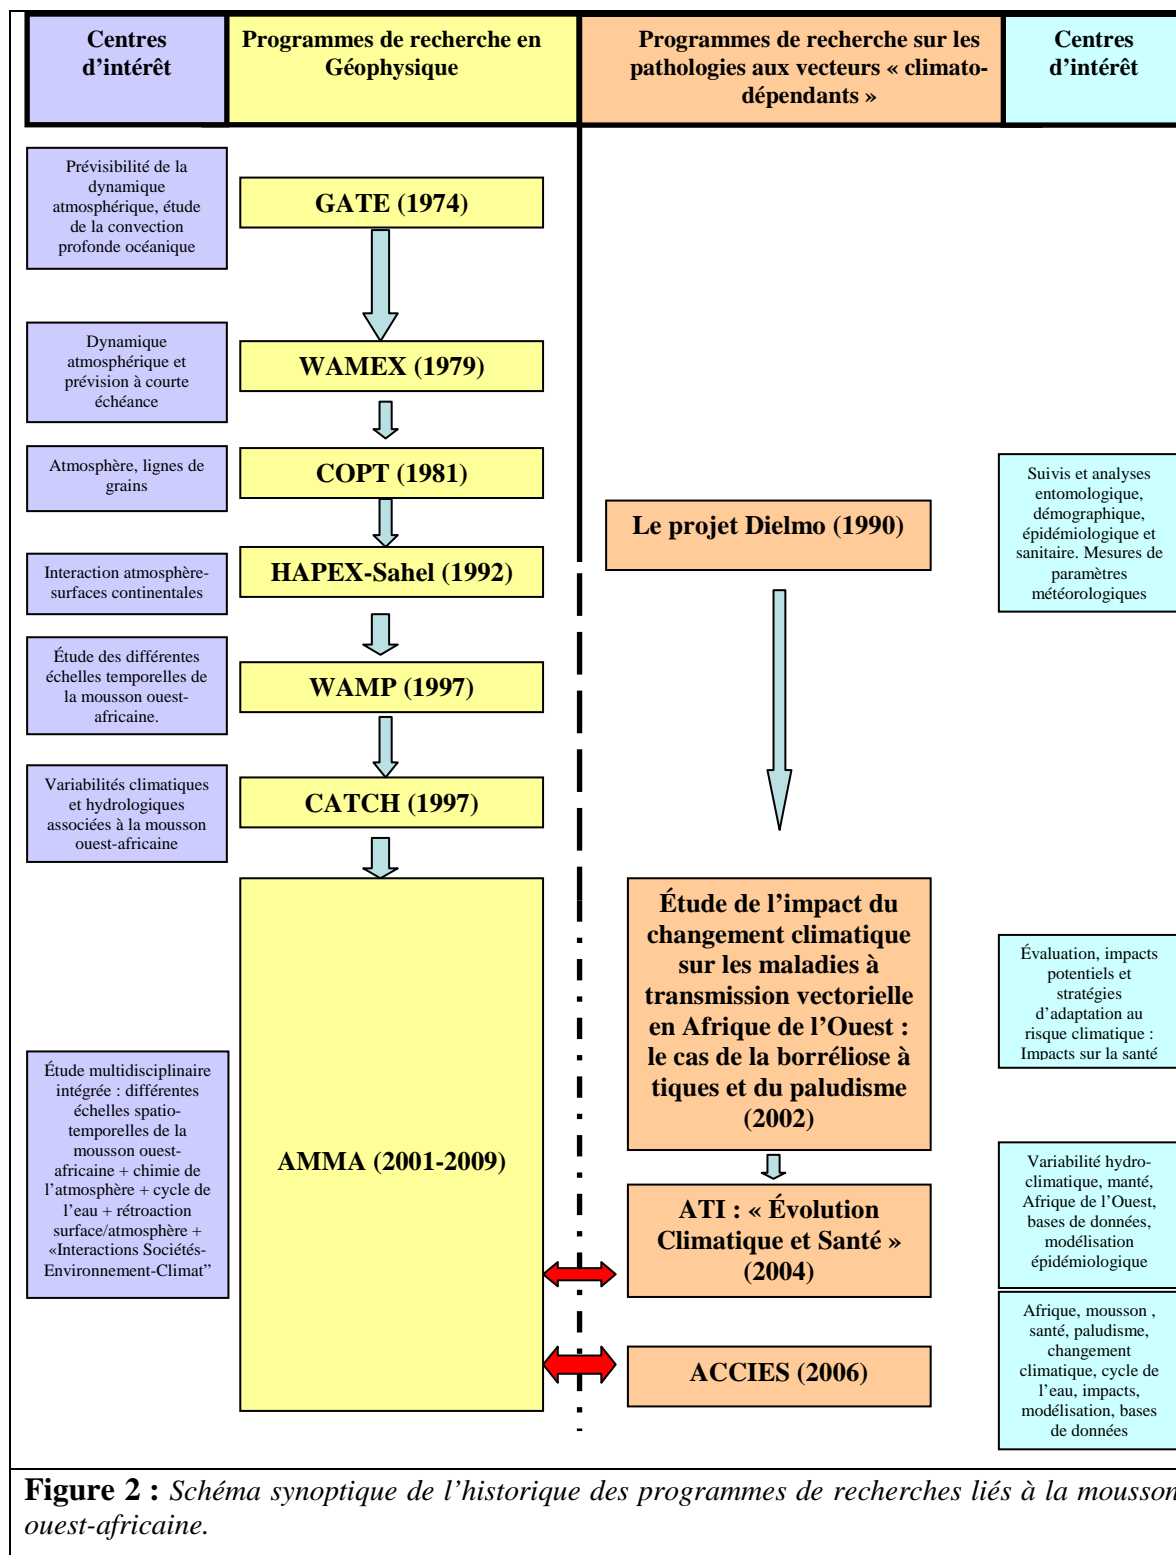 Centres
d'intérêt
Programmes de recherche en
Géophysique
Programmes de recherche sur les
pathologies aux vecteurs « climato-
dépendants »
Centres
d'intérêt
Prévisibilité de la
dynamique
atmosphérique, étude
de la convection
profonde océanique
GATE (1974)
Dynamique
atmosphérique et
prévision à courte
échéance
WAMEX (1979)
Atmosphère, lignes de
grains
COPT (1981)
Interaction atmosphère-
surfaces continentales
HAPEX-Sahel (1992)
Étude des différentes
échelles temporelles de
la mousson ouest-
africaine.
WAMP (1997)
Variabilités climatiques
et hydrologiques
associées à la mousson
ouest-africaine
CATCH (1997)
Étude multidisciplinaire
intégrée : différentes
échelles spatio-
temporelles de la
mousson ouest-
africaine + chimie de
l'atmosphère + cycle de
l'eau + rétroaction
surface/atmosphère +
«Interactions Sociétés-
Environnement-Climat”
AMMA (2001-2009)
Le projet Dielmo (1990)
Suivis et analyses
entomologique,
démographique,
épidémiologique et
sanitaire. Mesures de
paramètres
météorologiques
Étude de l'impact du
changement climatique
sur les maladies à
transmission vectorielle
en Afrique de l'Ouest :
le cas de la borréliose à
tiques et du paludisme
(2002)
Évaluation, impacts
potentiels et
stratégies
d'adaptation au
risque climatique :
Impacts sur la santé
ATI : « Évolution
Climatique et Santé »
(2004)
Variabilité hydro-
climatique, manté,
Afrique de l'Ouest,
bases de données,
modélisation
épidémiologique
ACCIES (2006)
Afrique, mousson ,
santé, paludisme,
changement
climatique, cycle de
l'eau, impacts,
modélisation, bases
de données
Figure 2 : Schéma synoptique de l'historique des programmes de recherches liés à la mousson
ouest-africaine.